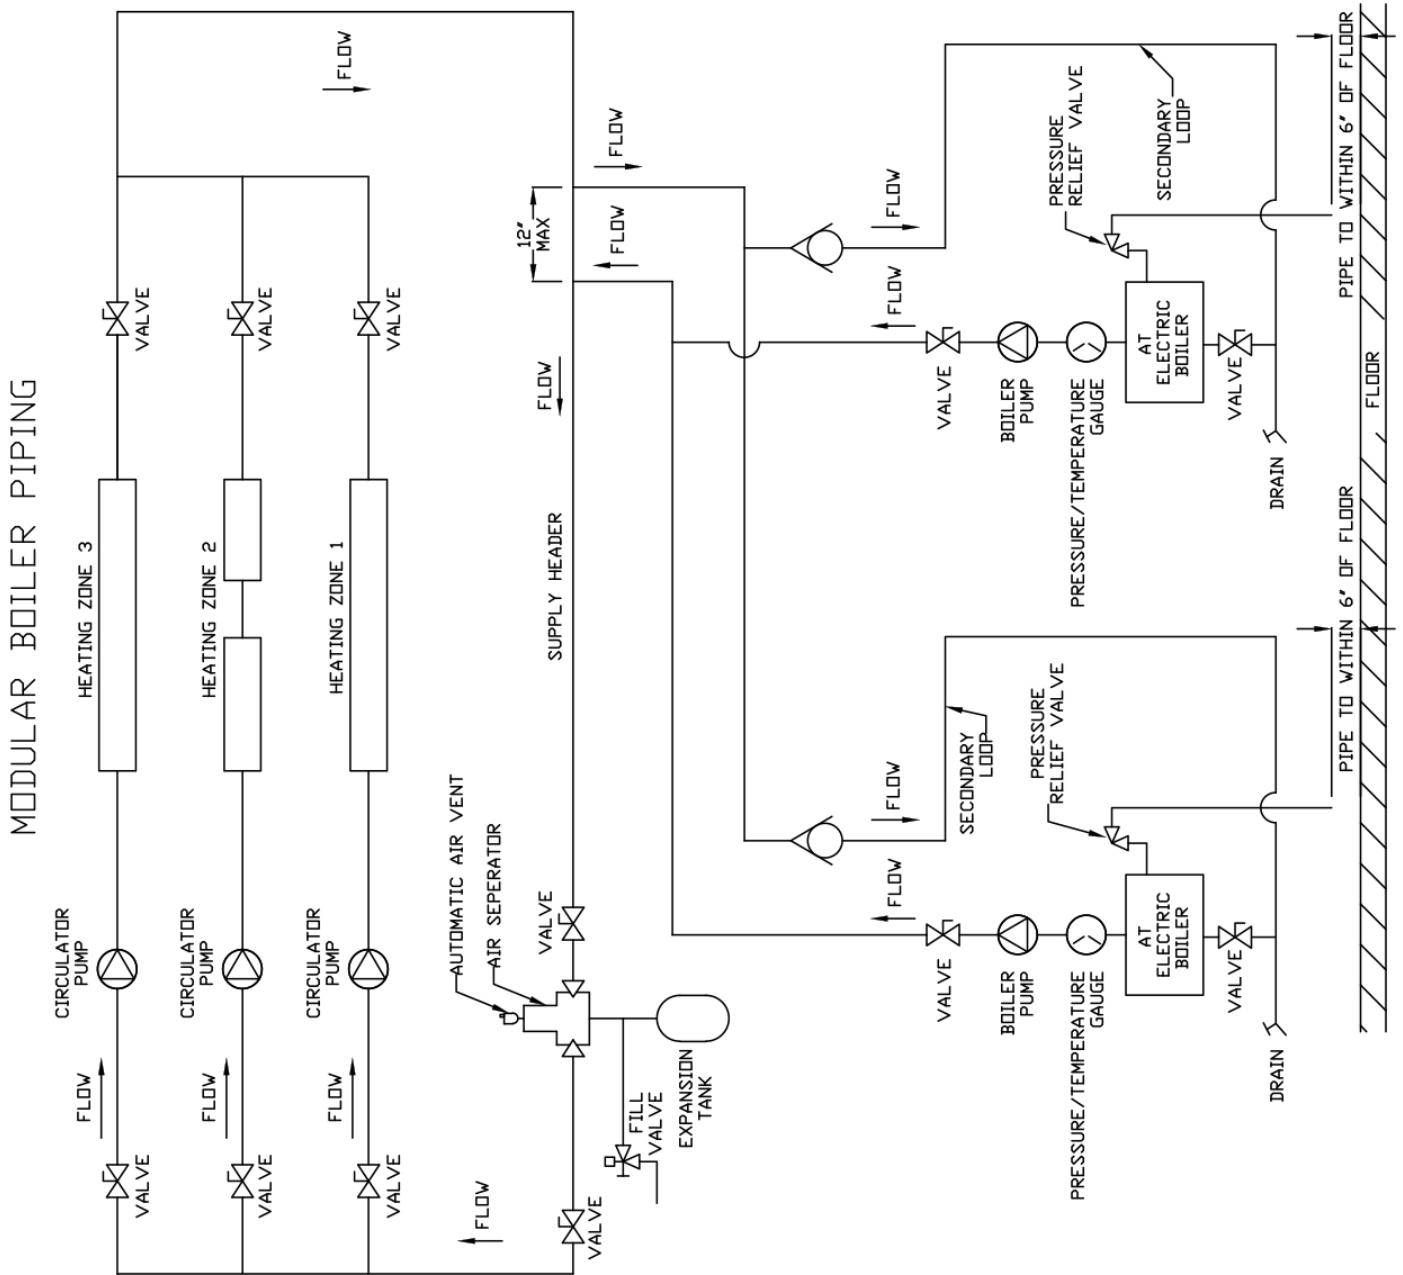 MODULAR BOILER PIPING
FLOW
CIRCULATOR
PUMP
HEATING ZONE 3
VALVE
VALVE
FLOW
CIRCULATOR
PUMP
HEATING ZONE 2
VALVE
VALVE
FLOW
CIRCULATOR
PUMP
HEATING ZONE 1
FLOW
VALVE
VALVE
FLOW
AUTOMATIC AIR VENT
AIR SEPERATOR
12"
MAX
VALVE
SUPPLY HEADER
FLOW
VALVE
FLOW
FLOW
FILL
VALVE
EXPANSION
TANK
FLOW
FLOW
FLOW
FLOW
VALVE
SECONDARY
LOOP
VALVE
BOILER
PUMP
PRESSURE
RELIEF VALVE
BOILER
PUMP
PRESSURE
RELIEF VALVE
PRESSURE/TEMPERATURE
GAUGE
PRESSURE/TEMPERATURE
GAUGE
AT
ELECTRIC
BOILER
AT
ELECTRIC
BOILER
SECONDARY
LOOP
VALVE
VALVE
DRAIN
DRAIN
PIPE TO WITHIN 6" OF FLOOR
PIPE TO WITHIN 6" OF FLOOR
FLOOR